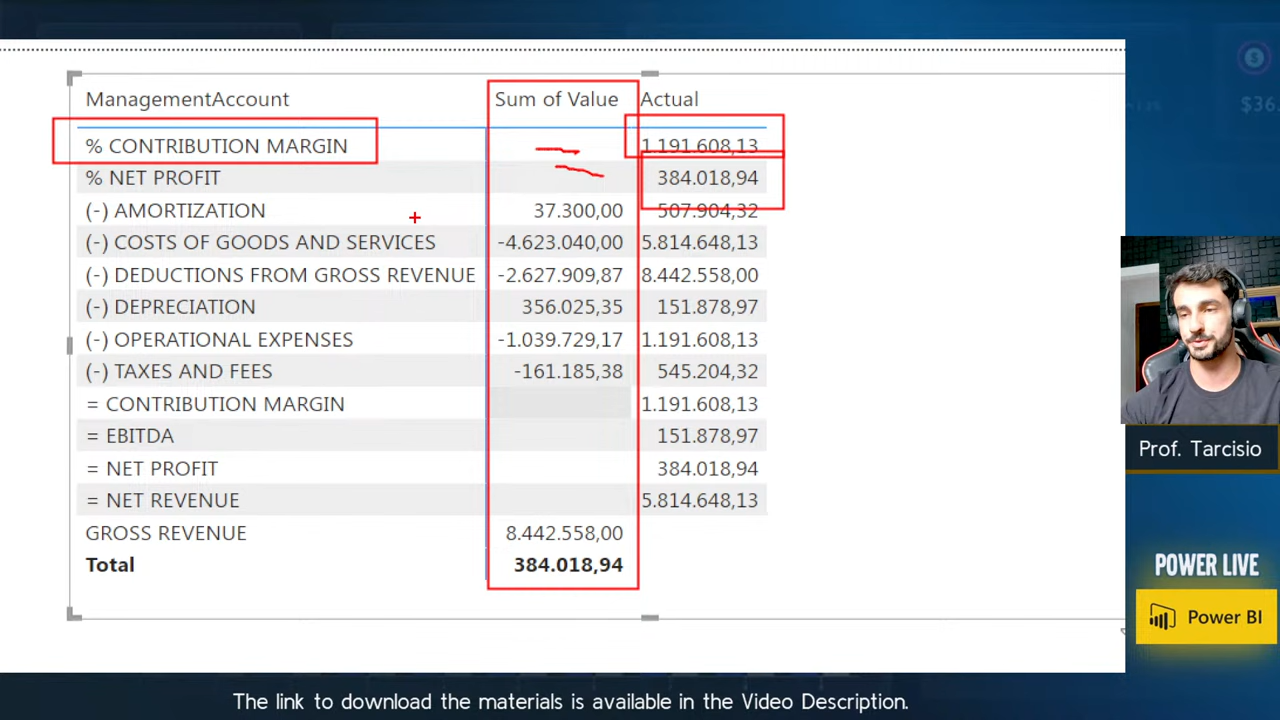 ManagementAccount Sum of Value Actual
% CONTRIBUTION MARGIN 1.191.608,13
% NET PROFIT 384.018,94
(-) AMORTIZATION 37.300,00 507.904,32
(-) COSTS OF GOODS AND SERVICES -4.623.040,00 5.814.648,13
(-) DEDUCTIONS FROM GROSS REVENUE -2.627.909,87 8.442.558,00
(-) DEPRECIATION 356.025,35 151.878,97
(-) OPERATIONAL EXPENSES -1.039.729,17 1.191.608,13
(-) TAXES AND FEES -161.185,38 545.204,32
= CONTRIBUTION MARGIN 1.191.608,13
= EBITDA 151.878,97
= NET PROFIT 384.018,94
= NET REVENUE 5.814.648,13
GROSS REVENUE 8.442.558,00
Total 384.018,94
$
$36.
Prof. Tarcisio
POWER LIVE
Power BI
The link to download the materials is available in the Video Description.